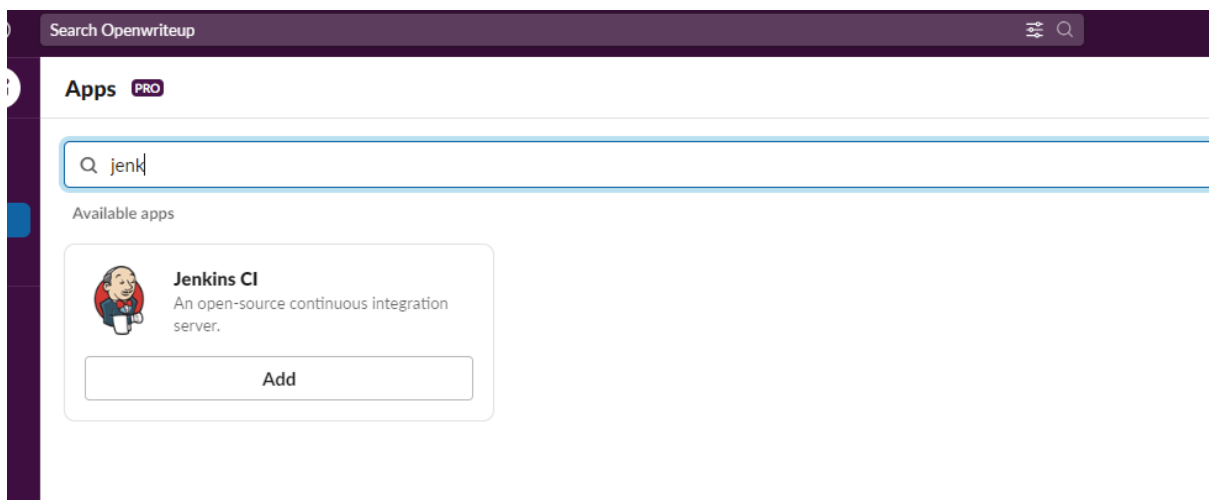 Search Openwriteup
Apps PRO
jenk
Available apps
Jenkins CI
An open-source continuous integration
server.
Add